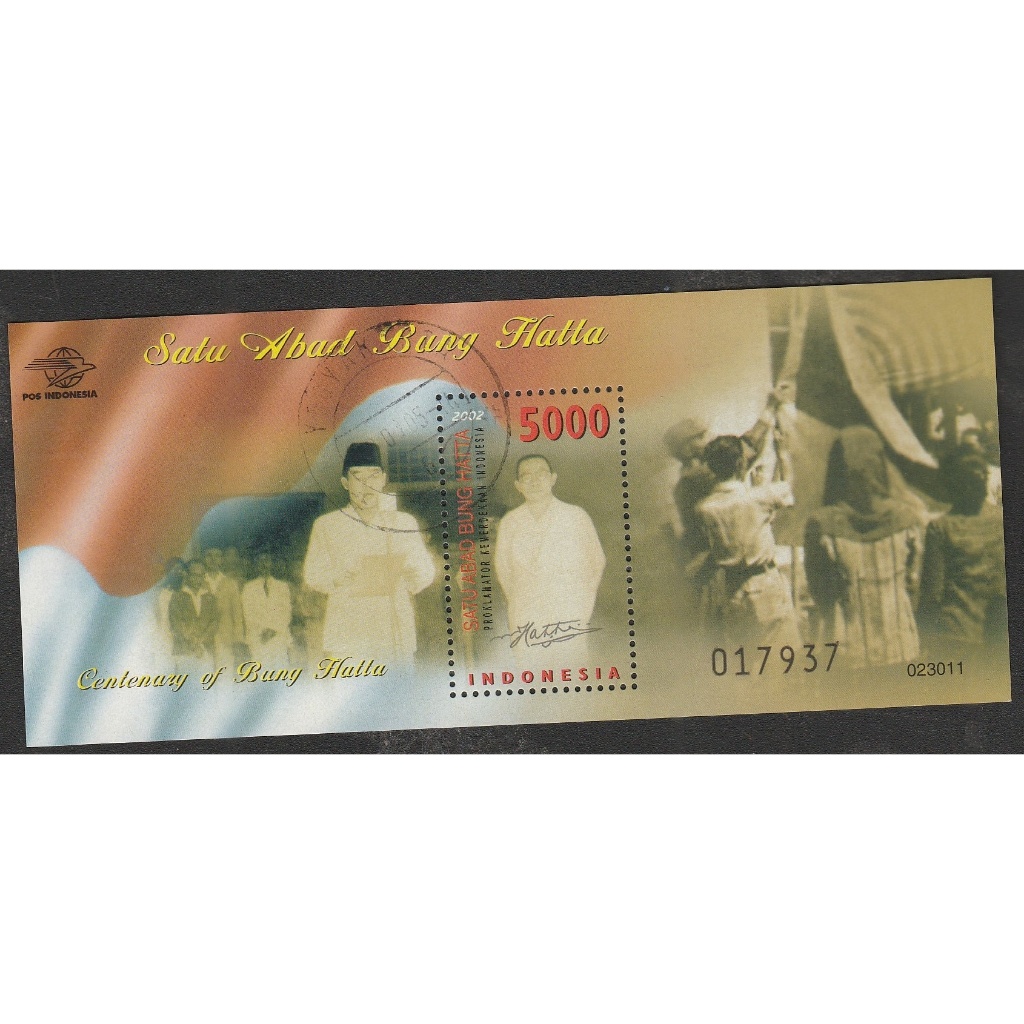 Satu Abad Bung Hatta
POS INDONESIA
2002
5000
SATU ABAD BUNG HATTA
PROKLAMATOR KEMERDEKAAN INDONESIA
Hatta
INDONESIA
Centenary of Bung Hatta
017937
023011